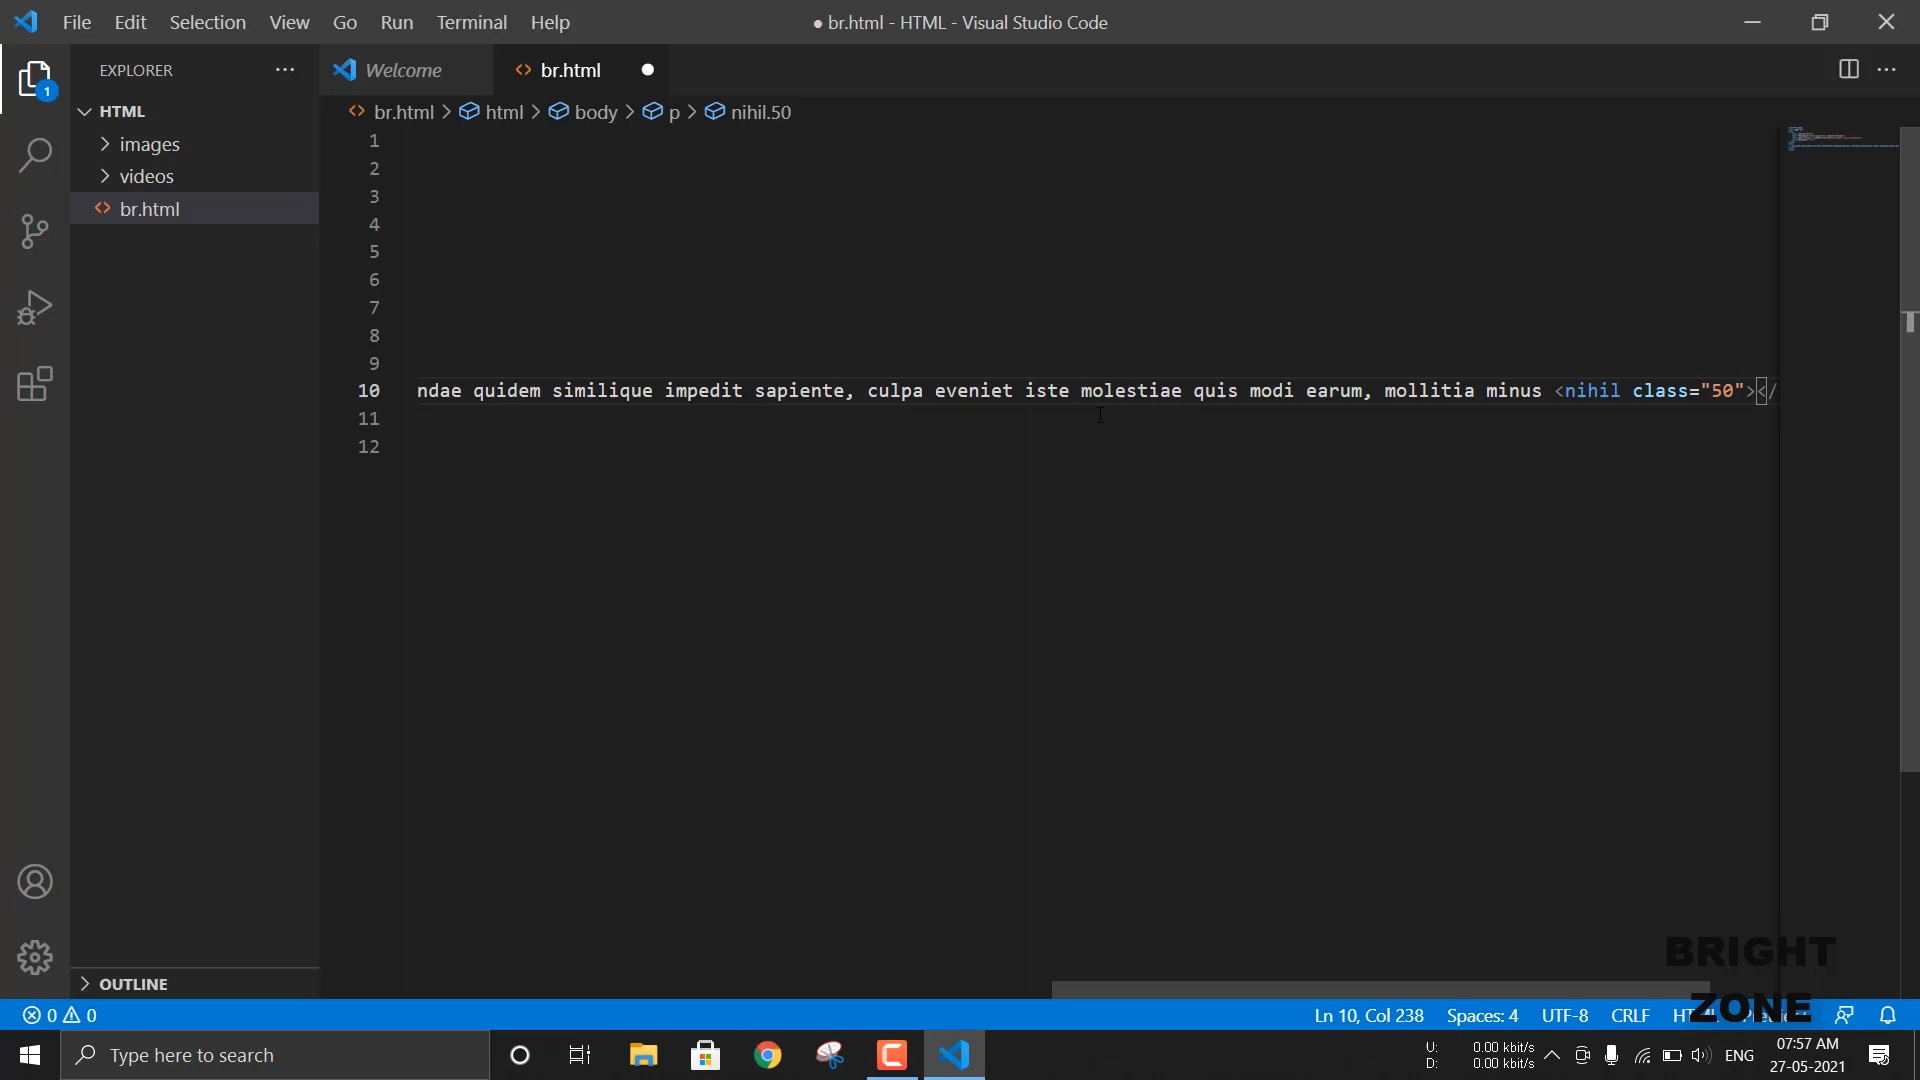 File Edit Selection View Go Run Terminal Help
● br.html - HTML - Visual Studio Code
EXPLORER
Welcome
br.html
1
HTML
br.html > html > body > p > nihil.50
images
videos
br.html
1
2
3
4
5
6
7
8
9
10 ndae quidem similique impedit sapiente, culpa eveniet iste molestiae quis modi earum, mollitia minus <nihil class="50"></
11
12
OUTLINE
BRIGHT
ZONE
0 0
Ln 10, Col 238 Spaces: 4 UTF-8 CRLF
Type here to search
U: 0.00 kbit/s
D: 0.00 kbit/s
ENG
07:57 AM
27-05-2021